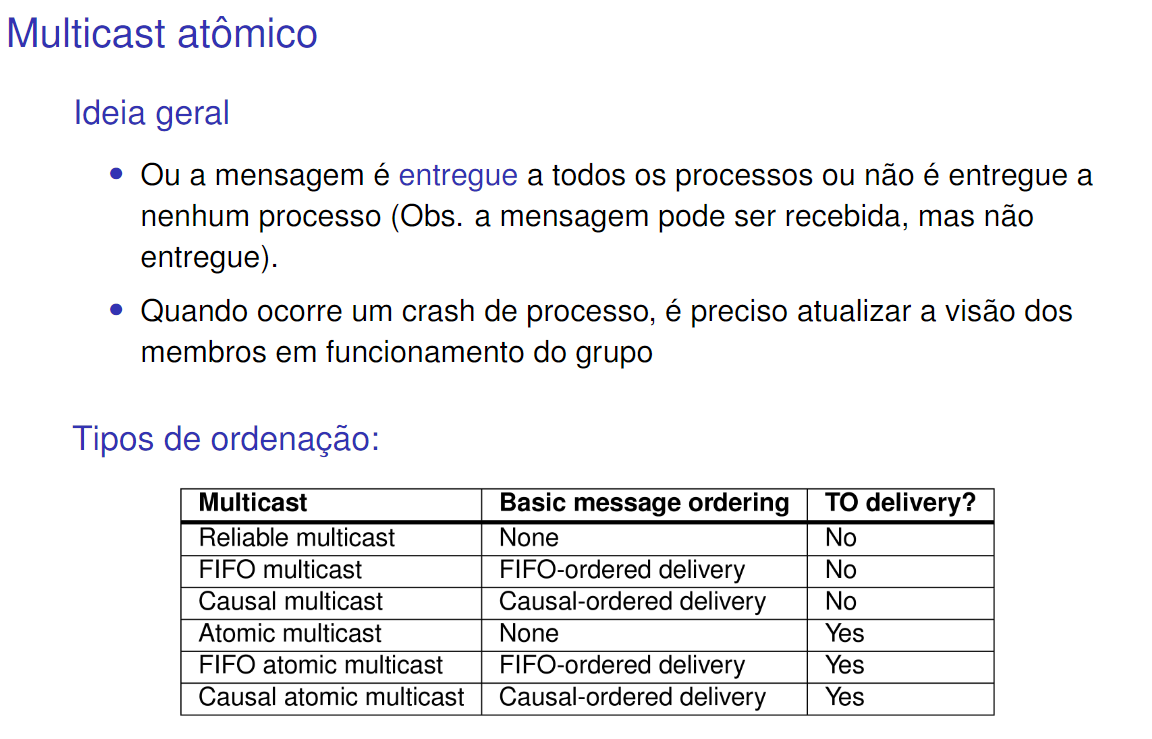 Multicast atômico
Ideia geral
• Ou a mensagem é entregue a todos os processos ou não é entregue a
nenhum processo (Obs. a mensagem pode ser recebida, mas não
entregue).
• Quando ocorre um crash de processo, é preciso atualizar a visão dos
membros em funcionamento do grupo
Tipos de ordenação:
Multicast Basic message ordering TO delivery?
Reliable multicast None No
FIFO multicast FIFO-ordered delivery No
Causal multicast Causal-ordered delivery No
Atomic multicast None Yes
FIFO atomic multicast FIFO-ordered delivery Yes
Causal atomic multicast Causal-ordered delivery Yes